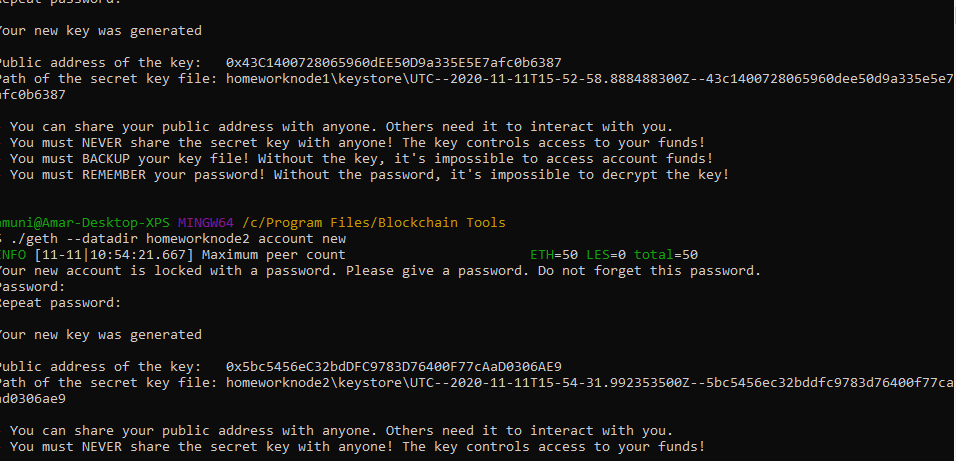 Repeat password:
Your new key was generated
Public address of the key:   0x43C1400728065960dEE50D9a335E5E7afc0b6387
Path of the secret key file: homeworknode1\keystore\UTC--2020-11-11T15-52-58.888488300Z--43c1400728065960dee50d9a335e5e7
afc0b6387
You can share your public address with anyone. Others need it to interact with you.
You must NEVER share the secret key with anyone! The key controls access to your funds!
You must BACKUP your key file! Without the key, it's impossible to access account funds!
You must REMEMBER your password! Without the password, it's impossible to decrypt the key!
amuni@Amar-Desktop-XPS MINGW64 /c/Program Files/Blockchain Tools
$ ./geth --datadir homeworknode2 account new
INFO [11-11|10:54:21.667] Maximum peer count                       ETH=50 LES=0 total=50
Your new account is locked with a password. Please give a password. Do not forget this password.
Password:
Repeat password:
Your new key was generated
Public address of the key:   0x5bc5456eC32bdDFC9783D76400F77cAaD0306AE9
Path of the secret key file: homeworknode2\keystore\UTC--2020-11-11T15-54-31.992353500Z--5bc5456ec32bddfc9783d76400f77ca
ad0306ae9
You can share your public address with anyone. Others need it to interact with you.
You must NEVER share the secret key with anyone! The key controls access to your funds!